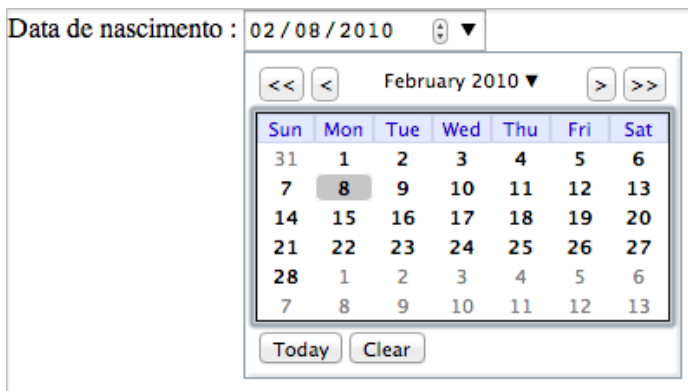 Data de nascimento : 02/08/2010 ▼
<< < February 2010 ▼ > >>
Sun Mon Tue Wed Thu Fri Sat
31 1 2 3 4 5 6
7 8 9 10 11 12 13
14 15 16 17 18 19 20
21 22 23 24 25 26 27
28 1 2 3 4 5 6
7 8 9 10 11 12 13
Today Clear